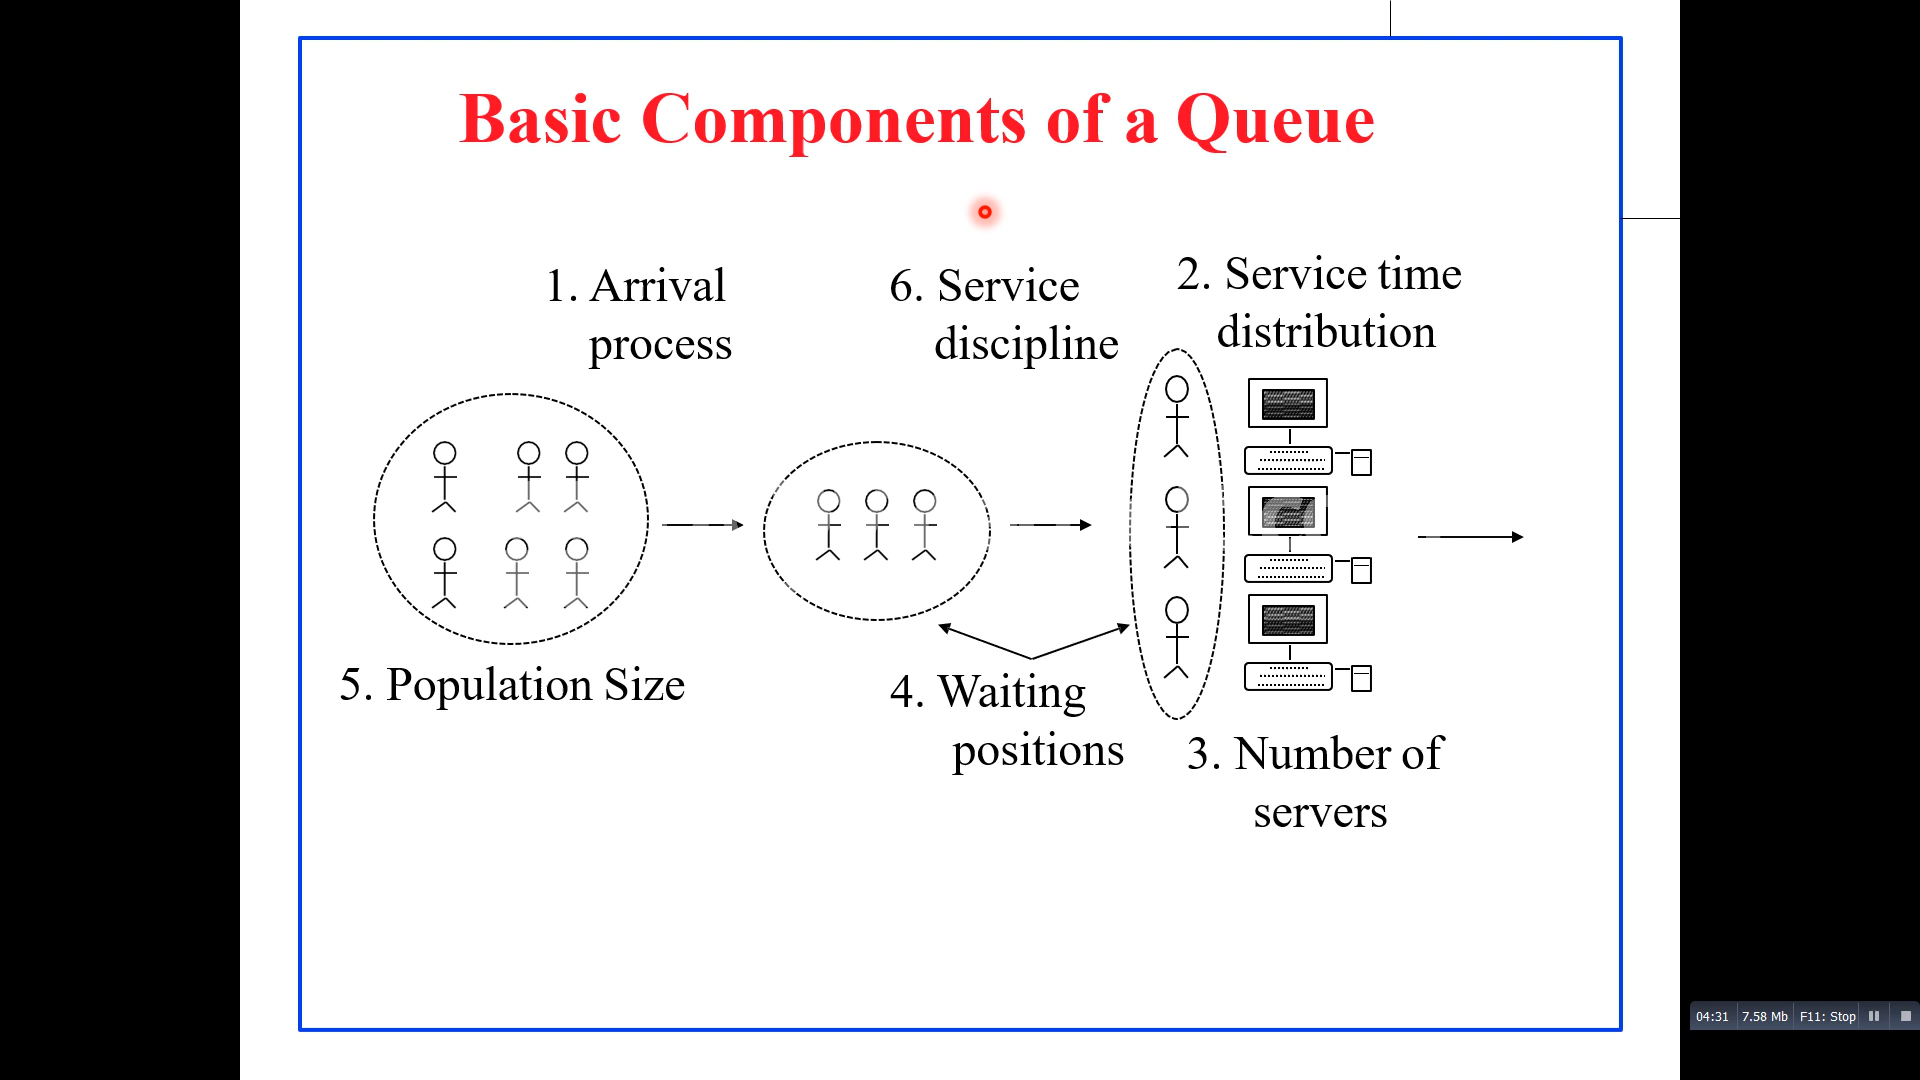 Basic Components of a Queue
1. Arrival
process
6. Service
discipline
2. Service time
distribution
5. Population Size
4. Waiting
positions
3. Number of
servers
04:31 7.58 Mb F11: Stop